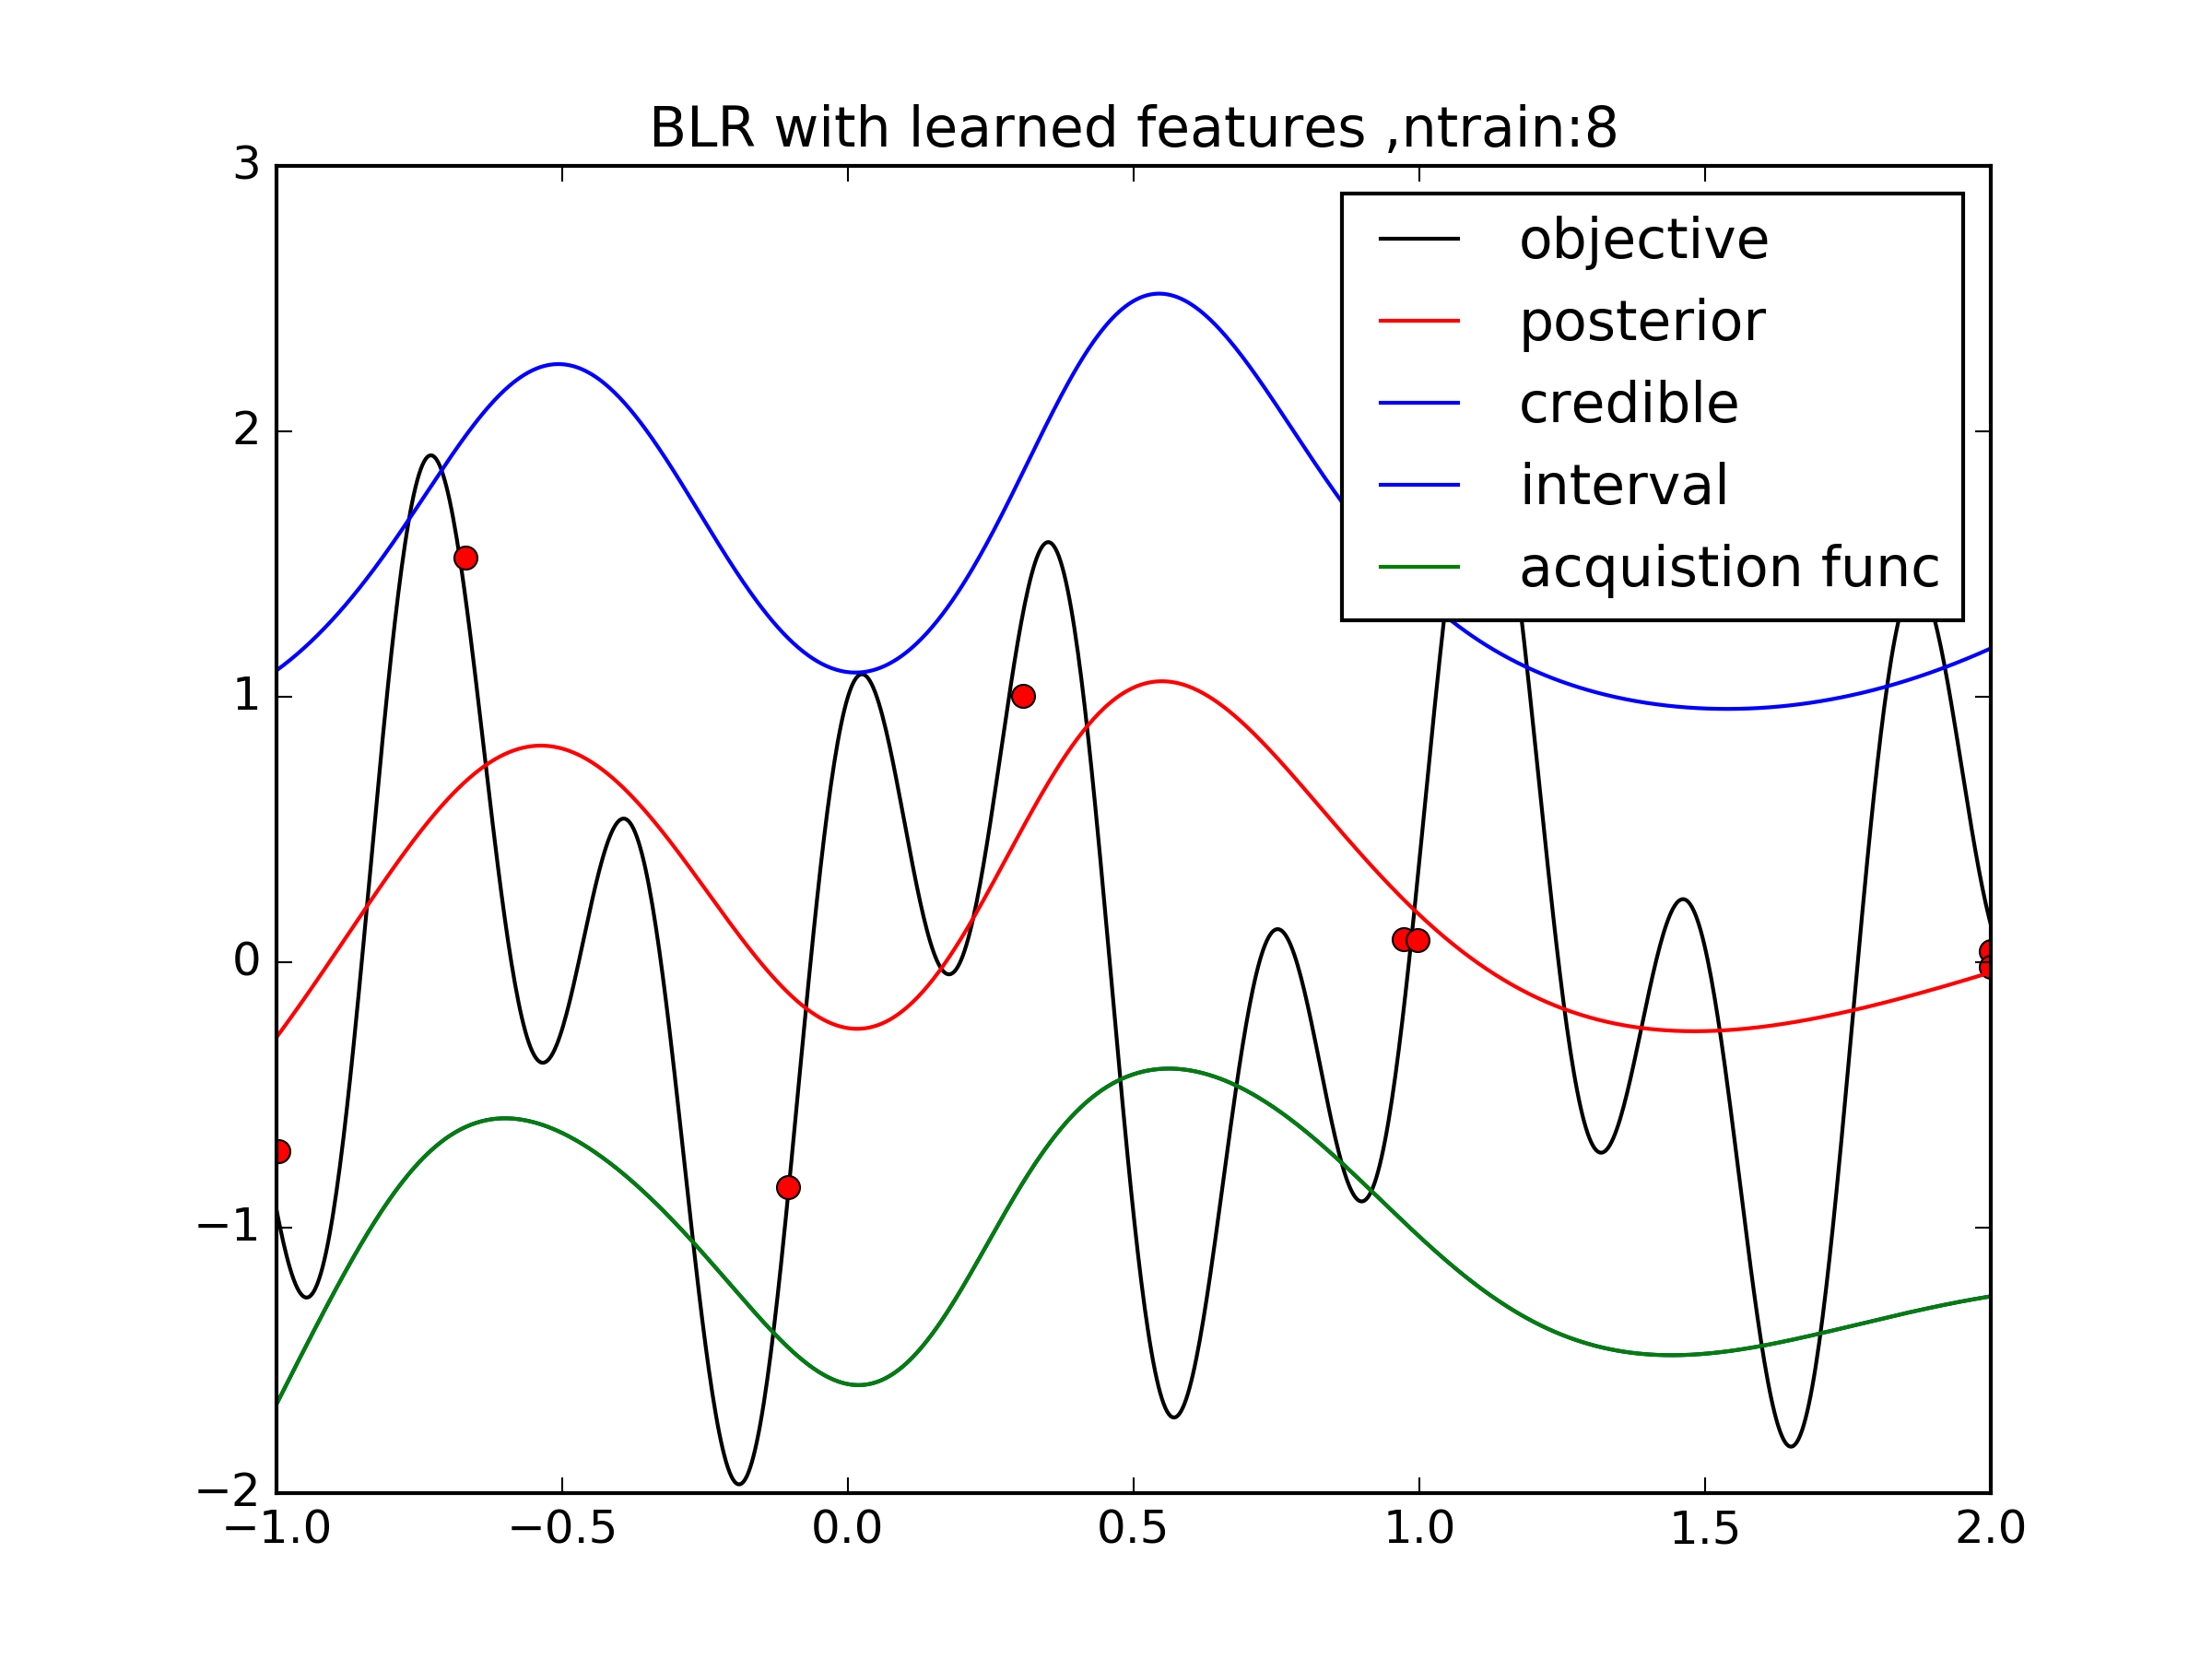 BLR with learned features ,ntrain:8
3
2
1
0
−1
−2
objective
posterior
credible
interval
acquistion func
−1.0 −0.5 0.0 0.5 1.0 1.5 2.0